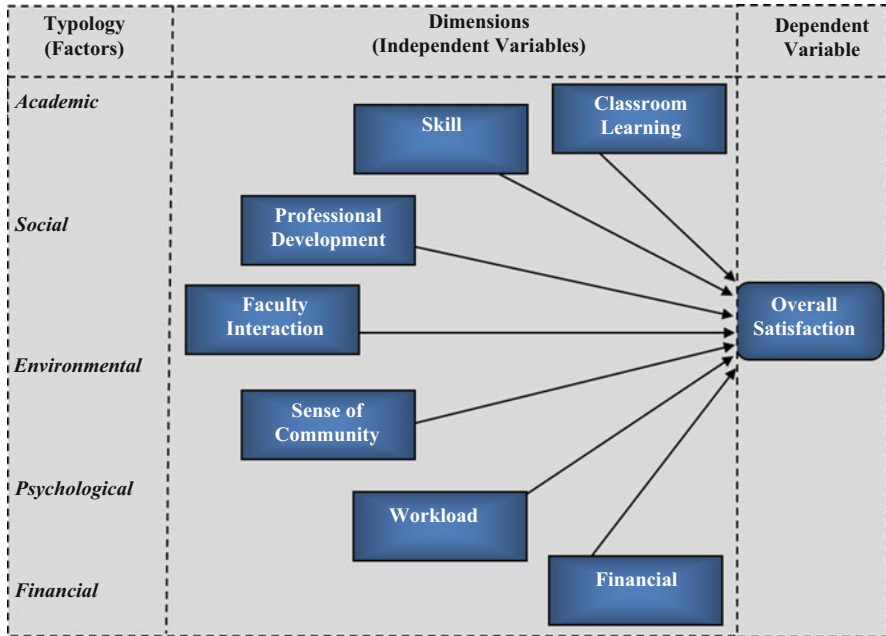 Typology
(Factors)
Dimensions
(Independent Variables)
Dependent
Variable
Academic
Classroom
Learning
Skill
Social
Professional
Development
Faculty
Interaction
Overall
Satisfaction
Environmental
Sense of
Community
Psychological
Workload
Financial
Financial